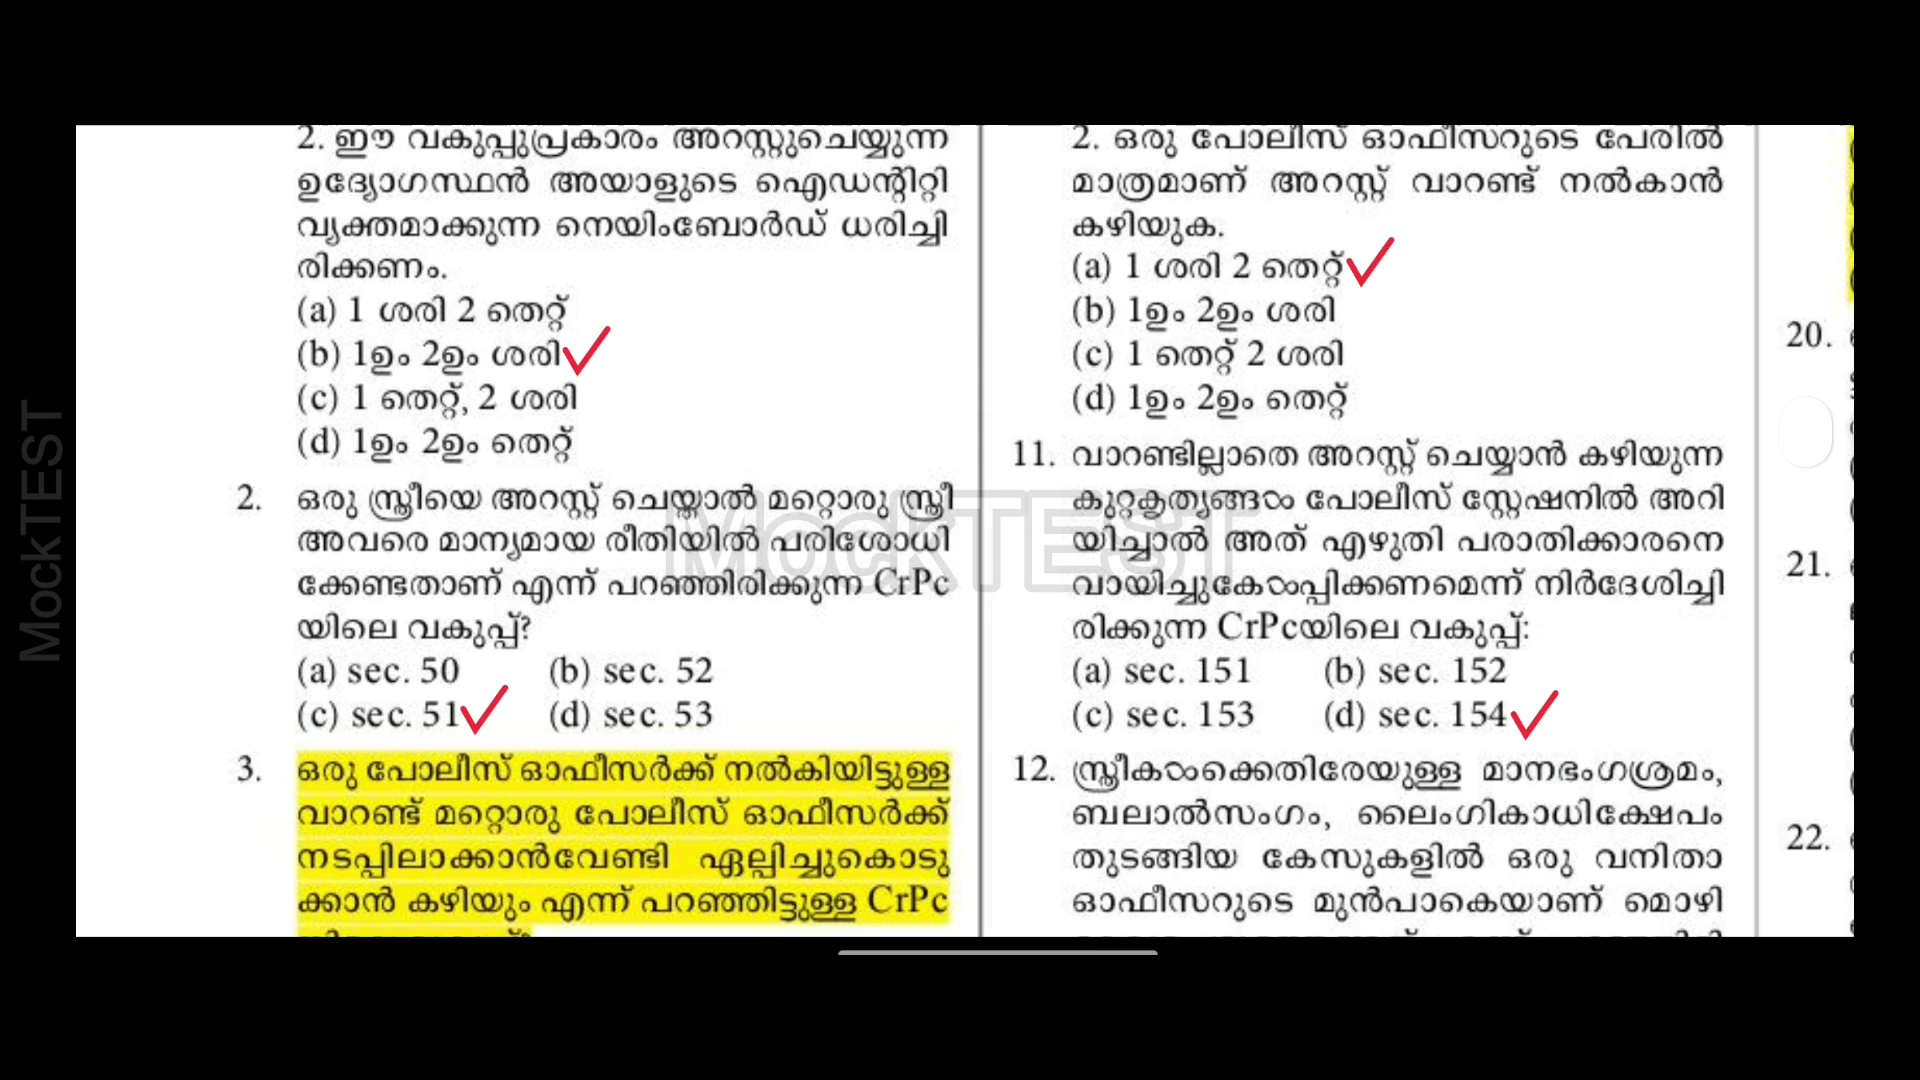 2. ഈ വകുപ്പുപ്രകാരം അറസ്റ്റുചെയ്യുന്ന
ഉദ്യോഗസ്ഥൻ അയാളുടെ ഐഡന്റിറ്റി
വ്യക്തമാക്കുന്ന നെയിംബോർഡ് ധരിച്ചി
രിക്കണം.
(a) 1 ശരി 2 തെറ്റ്
(b) 1ഉം 2ഉം ശരി
(c) 1 തെറ്റ്, 2 ശരി
(d) 1ഉം 2ഉം തെറ്റ്
2. ഒരു സ്ത്രീയെ അറസ്റ്റ് ചെയ്താൽ മറ്റൊരു സ്ത്രീ
അവരെ മാന്യമായ രീതിയിൽ പരിശോധി
ക്കേണ്ടതാണ് എന്ന് പറഞ്ഞിരിക്കുന്ന CrPc
യിലെ വകുപ്പ്?
(a) sec. 50 (b) sec. 52
(c) sec. 51 (d) sec. 53
3. ഒരു പോലീസ് ഓഫീസർക്ക് നൽകിയിട്ടുള്ള
വാറണ്ട് മറ്റൊരു പോലീസ് ഓഫീസർക്ക്
നടപ്പിലാക്കാൻവേണ്ടി ഏല്പിച്ചുകൊടു
ക്കാൻ കഴിയും എന്ന് പറഞ്ഞിട്ടുള്ള CrPc
2. ഒരു പോലീസ് ഓഫീസറുടെ പേരിൽ
മാത്രമാണ് അറസ്റ്റ് വാറണ്ട് നൽകാൻ
കഴിയുക.
(a) 1 ശരി 2 തെറ്റ്
(b) 1ഉം 2ഉം ശരി
(c) 1 തെറ്റ് 2 ശരി
(d) 1ഉം 2ഉം തെറ്റ്
11. വാറണ്ടില്ലാതെ അറസ്റ്റ് ചെയ്യാൻ കഴിയുന്ന
കുറ്റകൃത്യങ്ങൾ പോലീസ് സ്റ്റേഷനിൽ അറി
യിച്ചാൽ അത് എഴുതി പരാതിക്കാരനെ
വായിച്ചുകേൾപ്പിക്കണമെന്ന് നിർദേശിച്ചി
രിക്കുന്ന CrPcയിലെ വകുപ്പ്:
(a) sec. 151 (b) sec. 152
(c) sec. 153 (d) sec. 154
12. സ്ത്രീകൾക്കെതിരേയുള്ള മാനഭംഗശ്രമം,
ബലാൽസംഗം, ലൈംഗികാധിക്ഷേപം
തുടങ്ങിയ കേസുകളിൽ ഒരു വനിതാ
ഓഫീസറുടെ മുൻപാകെയാണ് മൊഴി
20.
21.
22.
MockTEST
MockTEST